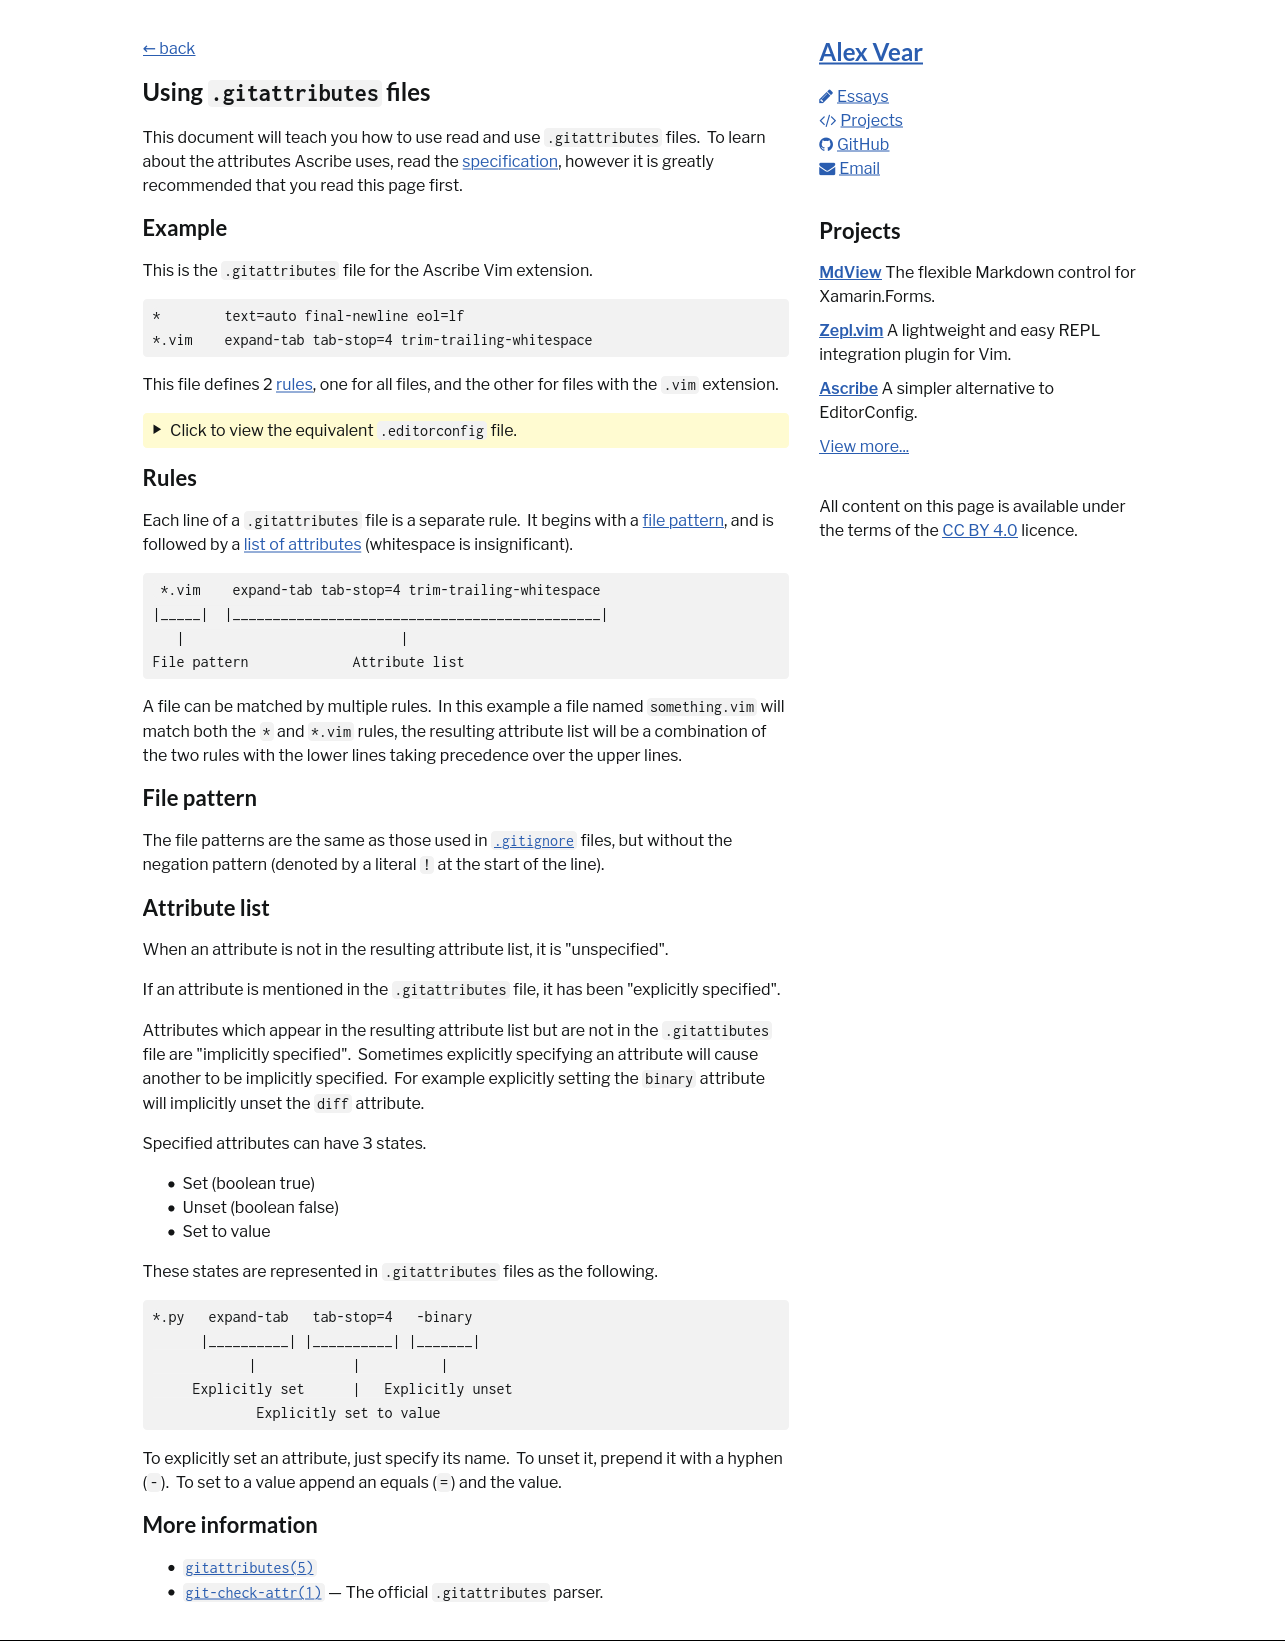 ← back
Using .gitattributes files
This document will teach you how to use read and use .gitattributes files.  To learn
about the attributes Ascribe uses, read the specification, however it is greatly
recommended that you read this page first.
Example
This is the .gitattributes file for the Ascribe Vim extension.
*        text=auto final-newline eol=lf
*.vim    expand-tab tab-stop=4 trim-trailing-whitespace
This file defines 2 rules, one for all files, and the other for files with the .vim extension.
▶ Click to view the equivalent .editorconfig file.
Rules
Each line of a .gitattributes file is a separate rule.  It begins with a file pattern, and is
followed by a list of attributes (whitespace is insignificant).
 *.vim    expand-tab tab-stop=4 trim-trailing-whitespace
|_____|  |______________________________________________|
   |                            |
File pattern             Attribute list
A file can be matched by multiple rules.  In this example a file named something.vim will
match both the * and *.vim rules, the resulting attribute list will be a combination of
the two rules with the lower lines taking precedence over the upper lines.
File pattern
The file patterns are the same as those used in .gitignore files, but without the
negation pattern (denoted by a literal ! at the start of the line).
Attribute list
When an attribute is not in the resulting attribute list, it is "unspecified".
If an attribute is mentioned in the .gitattributes file, it has been "explicitly specified".
Attributes which appear in the resulting attribute list but are not in the .gitattibutes
file are "implicitly specified".  Sometimes explicitly specifying an attribute will cause
another to be implicitly specified.  For example explicitly setting the binary attribute
will implicitly unset the diff attribute.
Specified attributes can have 3 states.
• Set (boolean true)
• Unset (boolean false)
• Set to value
These states are represented in .gitattributes files as the following.
*.py   expand-tab   tab-stop=4   -binary
      |__________| |__________| |_______|
            |            |          |
     Explicitly set      |   Explicitly unset
             Explicitly set to value
To explicitly set an attribute, just specify its name.  To unset it, prepend it with a hyphen
(-).  To set to a value append an equals (=) and the value.
More information
• gitattributes(5)
• git-check-attr(1) — The official .gitattributes parser.
Alex Vear
Essays
</> Projects
GitHub
Email
Projects
MdView The flexible Markdown control for
Xamarin.Forms.
Zepl.vim A lightweight and easy REPL
integration plugin for Vim.
Ascribe A simpler alternative to
EditorConfig.
View more...
All content on this page is available under
the terms of the CC BY 4.0 licence.